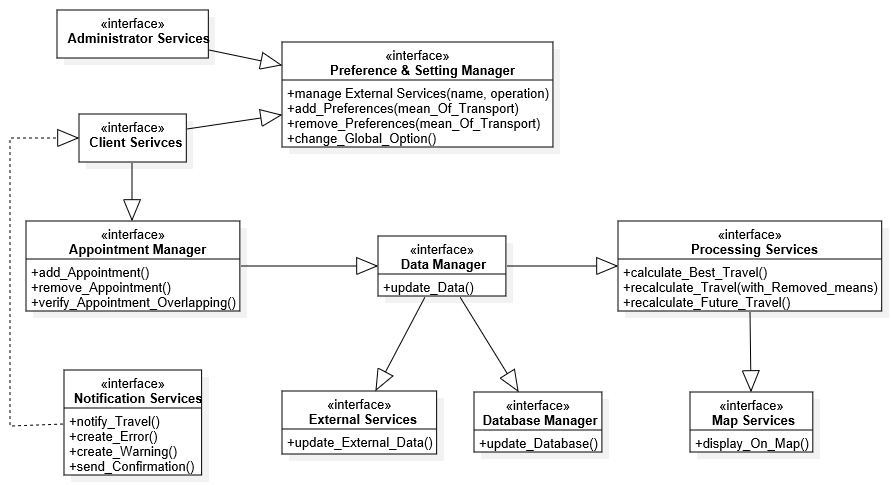 «interface»
Administrator Services
«interface»
Preference & Setting Manager
+manage External Services(name, operation)
+add_Preferences(mean_Of_Transport)
+remove_Preferences(mean_Of_Transport)
+change_Global_Option()
«interface»
Client Serivces
«interface»
Appointment Manager
+add_Appointment()
+remove_Appointment()
+verify_Appointment_Overlapping()
«interface»
Data Manager
+update_Data()
«interface»
Processing Services
+calculate_Best_Travel()
+recalculate_Travel(with_Removed_means)
+recalculate_Future_Travel()
«interface»
Notification Services
+notify_Travel()
+create_Error()
+create_Warning()
+send_Confirmation()
«interface»
External Services
+update_External_Data()
«interface»
Database Manager
+update_Database()
«interface»
Map Services
+display_On_Map()